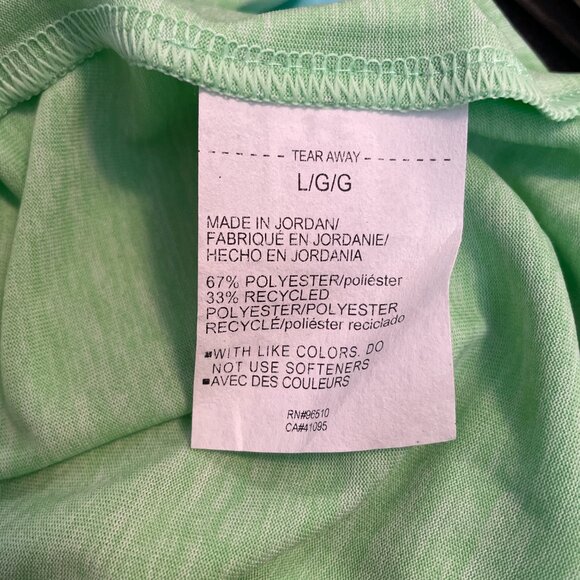 TEAR AWAY
L/G/G
MADE IN JORDAN/
FABRIQUÉ EN JORDANIE/
HECHO EN JORDANIA
67% POLYESTER/poliéster
33% RECYCLED
POLYESTER/POLYESTER
RECYCLÉ/poliéster reciclado
WITH LIKE COLORS. DO
NOT USE SOFTENERS
AVEC DES COULEURS
RN#96510
CA#41095